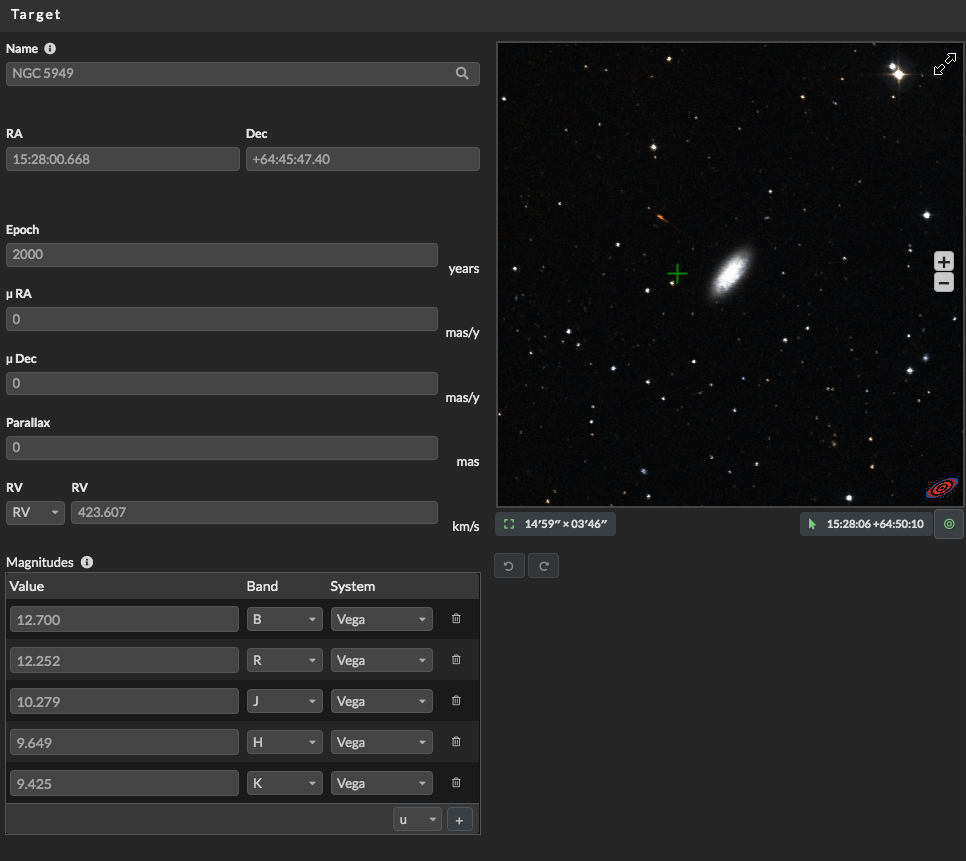 Target
Name
NGC 5949
RA Dec
15:28:00.668 +64:45:47.40
Epoch
2000 years
μ RA
0 mas/y
μ Dec
0 mas/y
Parallax
0 mas
RV RV
RV 423.607 km/s
14′59″ × 03′46″ 15:28:06 +64:50:10
Magnitudes
Value Band System
12.700 B Vega
12.252 R Vega
10.279 J Vega
9.649 H Vega
9.425 K Vega
u +